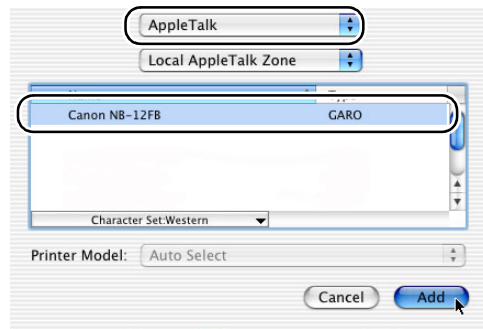 AppleTalk
Local AppleTalk Zone
Canon NB-12FB GARO
Character Set:Western
Printer Model: Auto Select
Cancel Add